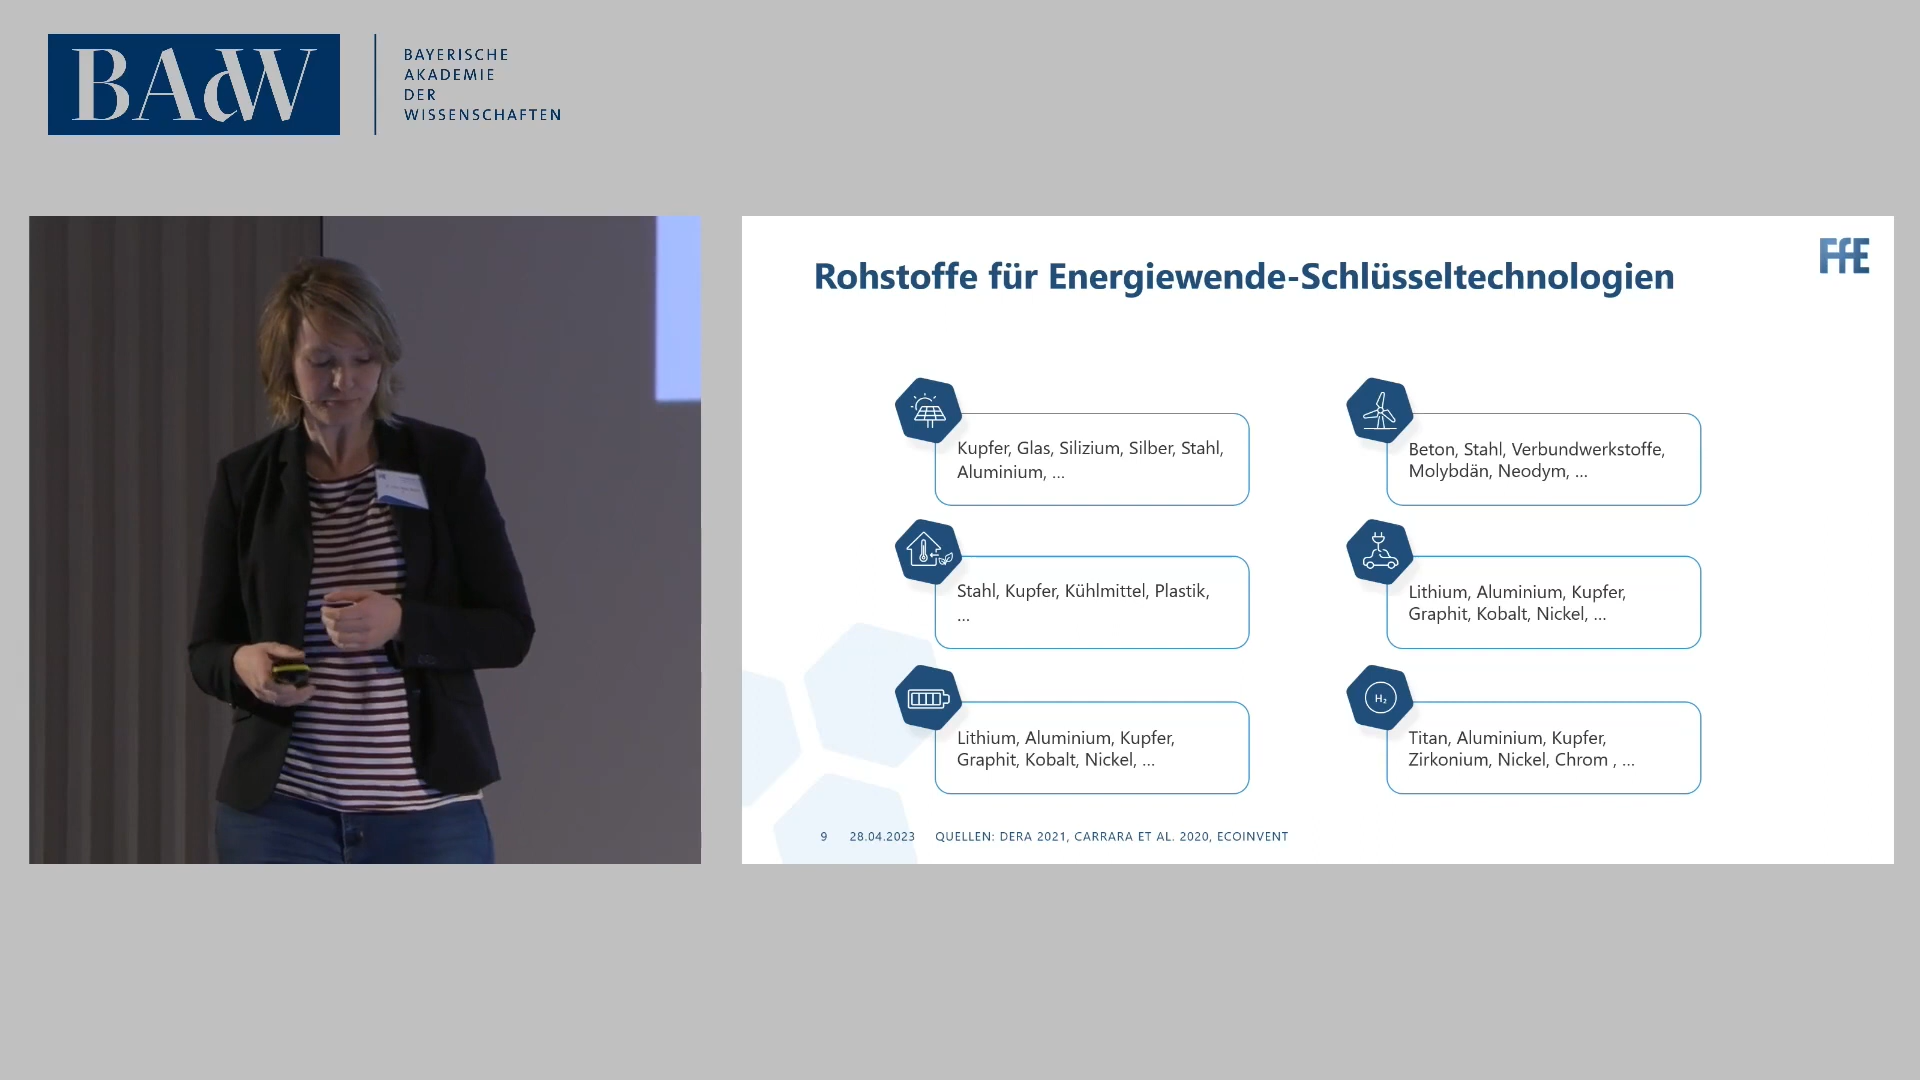 BAdW
BAYERISCHE
AKADEMIE
DER
WISSENSCHAFTEN
FfE
Rohstoffe für Energiewende-Schlüsseltechnologien
Kupfer, Glas, Silizium, Silber, Stahl,
Aluminium, ...
Beton, Stahl, Verbundwerkstoffe,
Molybdän, Neodym, ...
Stahl, Kupfer, Kühlmittel, Plastik,
...
Lithium, Aluminium, Kupfer,
Graphit, Kobalt, Nickel, ...
Lithium, Aluminium, Kupfer,
Graphit, Kobalt, Nickel, ...
H₂
Titan, Aluminium, Kupfer,
Zirkonium, Nickel, Chrom , ...
9 28.04.2023 QUELLEN: DERA 2021, CARRARA ET AL. 2020, ECOINVENT